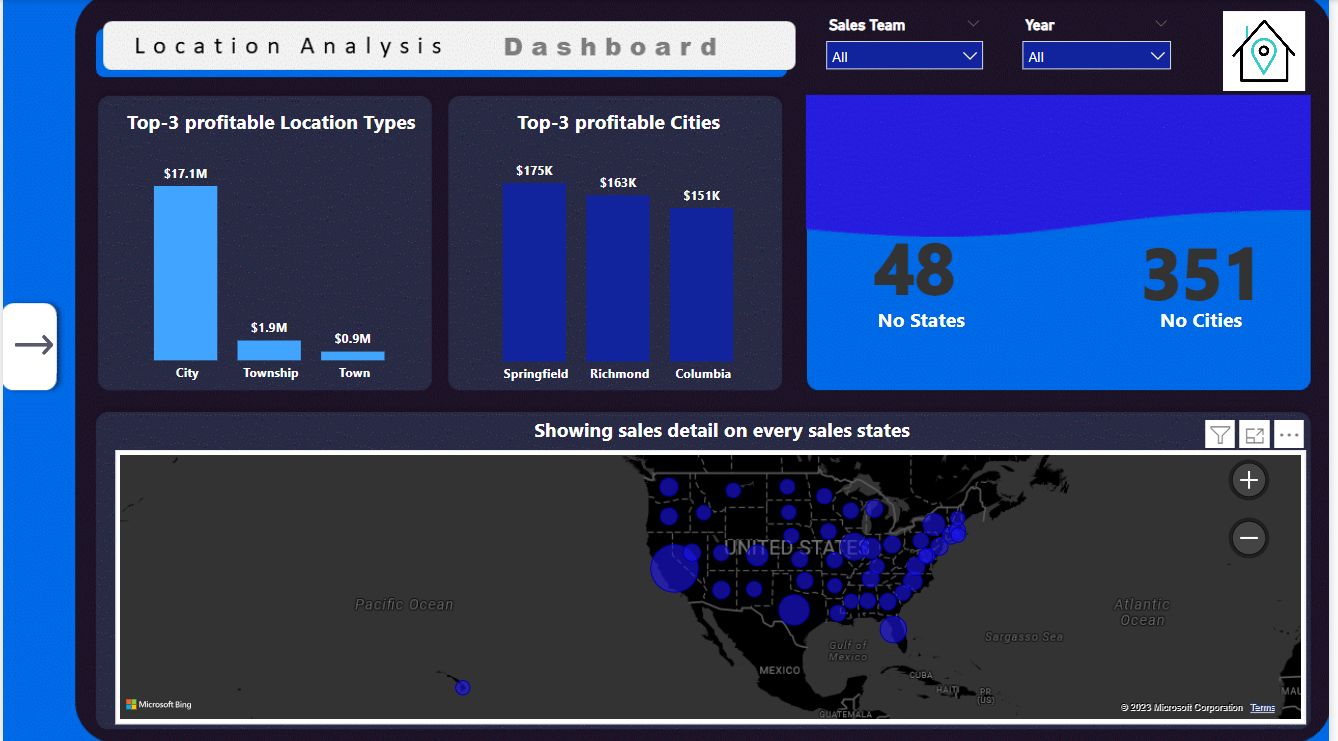 Location Analysis Dashboard
Sales Team
All
Year
All
Top-3 profitable Location Types
$17.1M
$1.9M
$0.9M
City Township Town
Top-3 profitable Cities
$175K
$163K
$151K
Springfield Richmond Columbia
48
No States
351
No Cities
Showing sales detail on every sales states
UNITED STATES
Pacific Ocean
Atlantic
Ocean
Sargasso Sea
Gulf of
Mexico
MEXICO
CUBA
HAITI
PR
(US)
MAU
GUATEMALA
Microsoft Bing
© 2023 Microsoft Corporation Terms